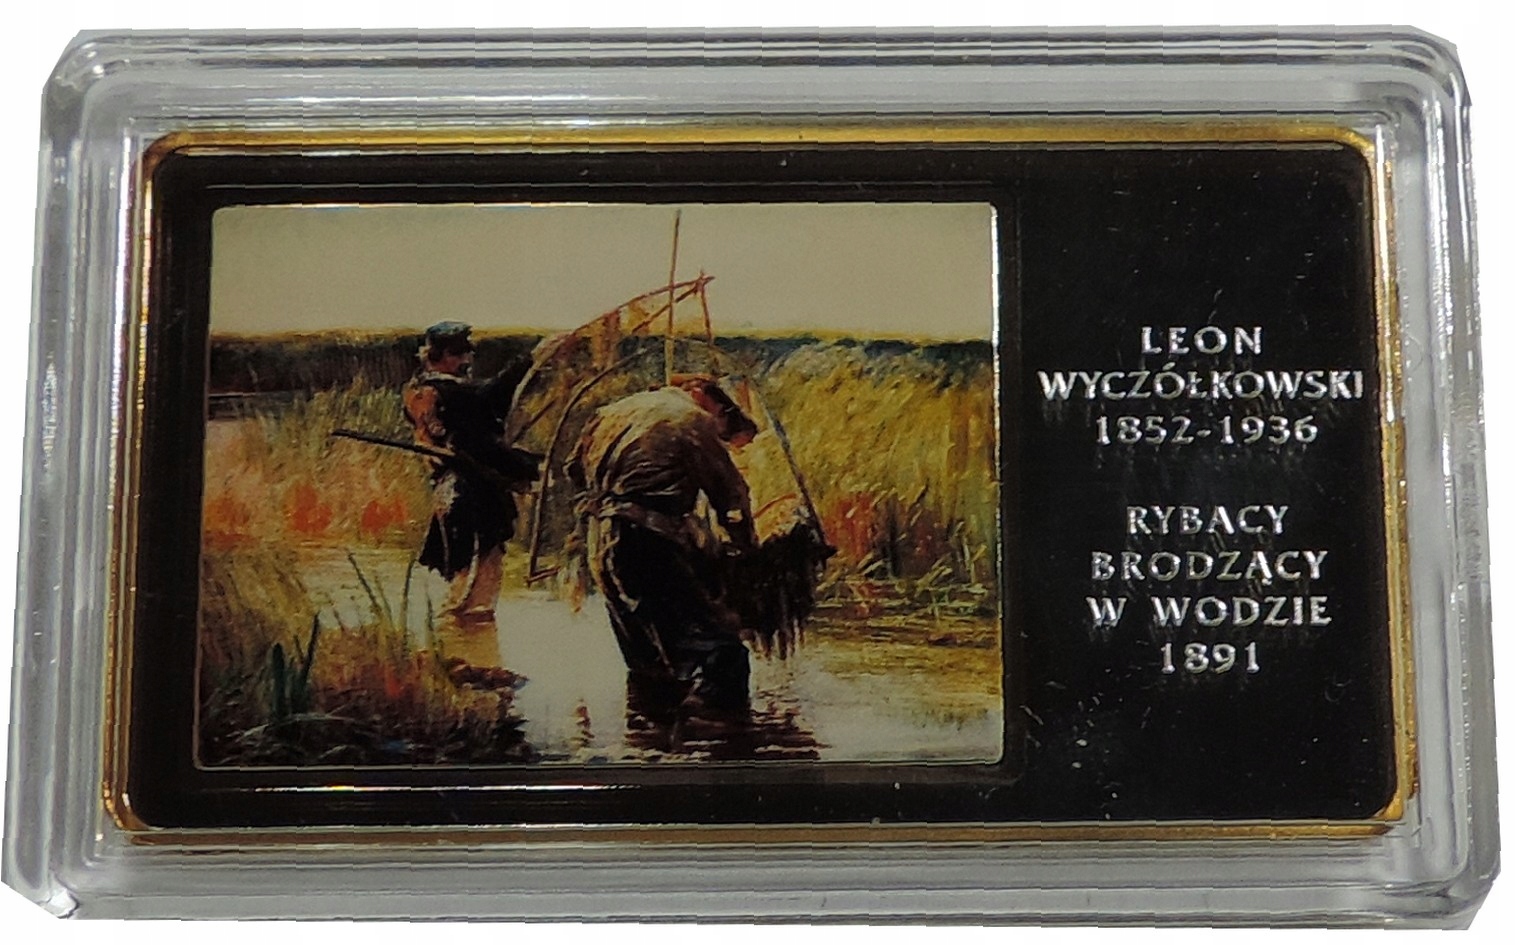 LEON
WYCZÓŁKOWSKI
1852-1936
RYBACY
BRODZĄCY
W WODZIE
1891